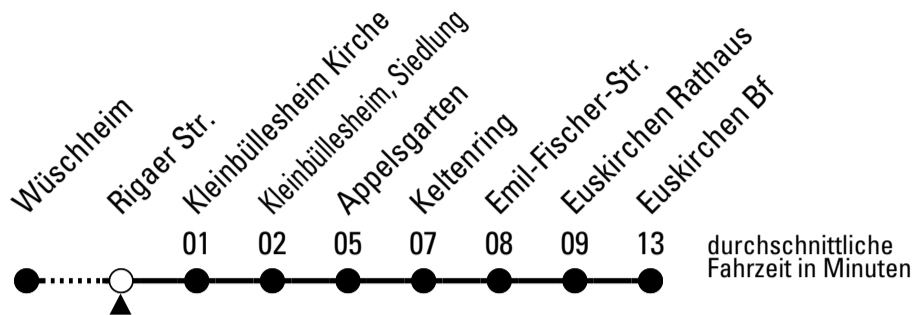 Wüschheim
Rigaer Str.
Kleinbüllesheim Kirche
Kleinbüllesheim, Siedlung
Appelsgarten
Keltenring
Emil-Fischer-Str.
Euskirchen Rathaus
Euskirchen Bf
01 02 05 07 08 09 13
durchschnittliche
Fahrzeit in Minuten